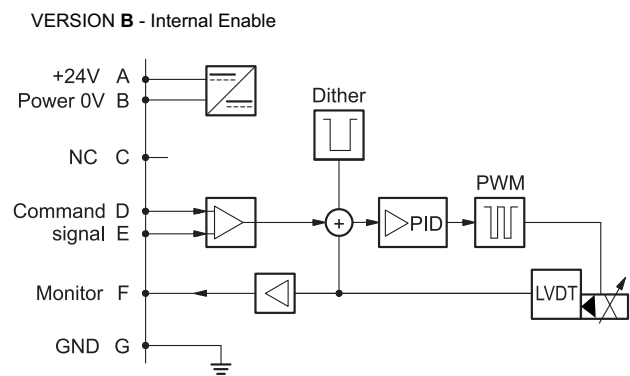 VERSION B - Internal Enable
+24V A
Power 0V B
Dither
NC C
PWM
Command D
signal E
+
PID
Monitor F
LVDT
GND G